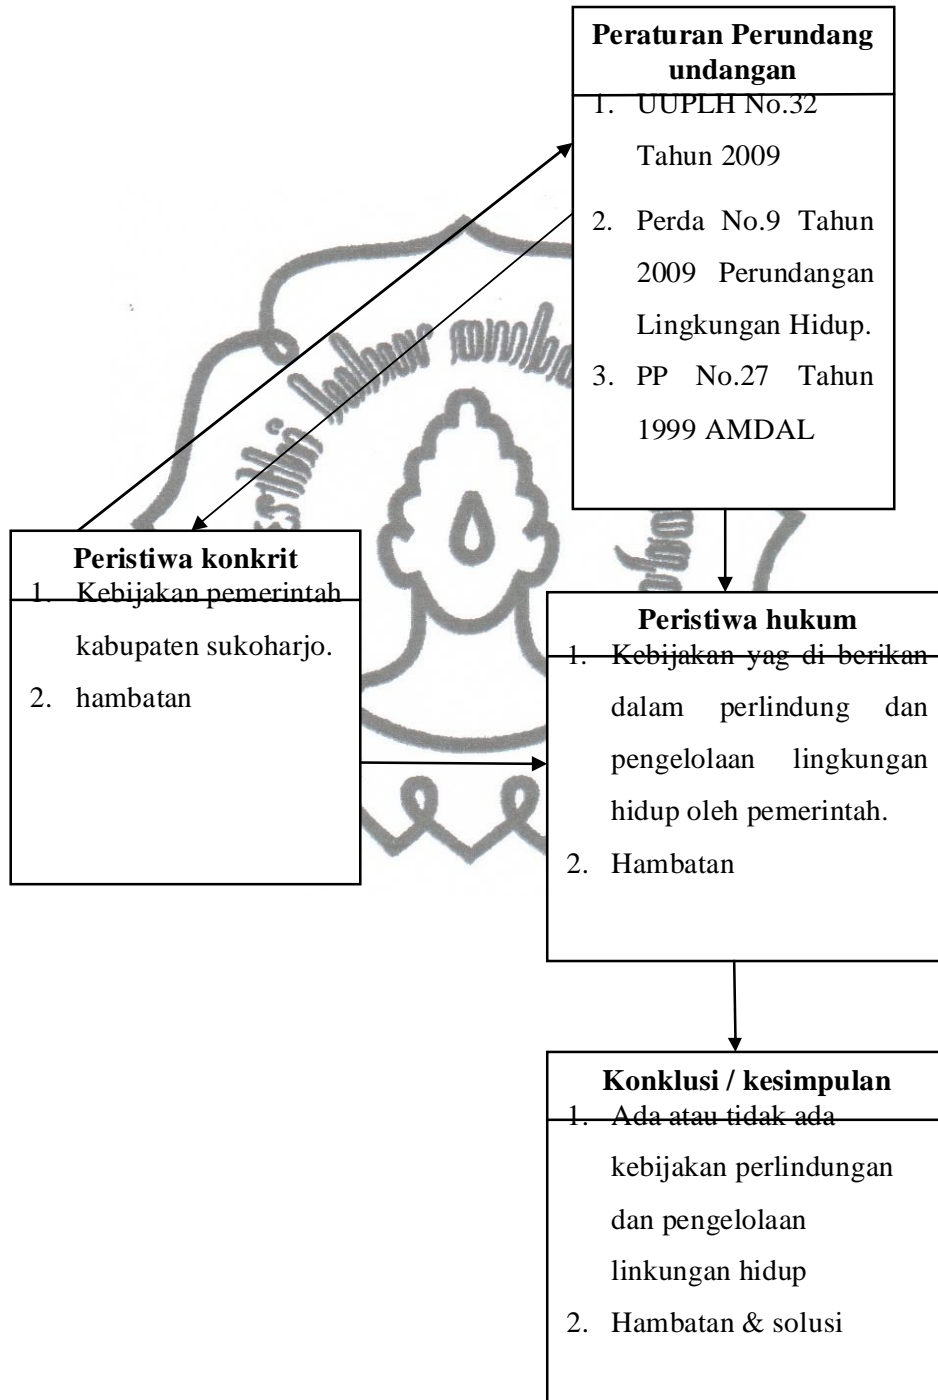 Peraturan Perundang
undangan
1. UUPLH No.32
Tahun 2009
2. Perda No.9 Tahun
2009 Perundangan
Lingkungan Hidup.
3. PP No.27 Tahun
1999 AMDAL
Peristiwa konkrit
1. Kebijakan pemerintah
kabupaten sukoharjo.
2. hambatan
Peristiwa hukum
1. Kebijakan yag di berikan
dalam perlindung dan
pengelolaan lingkungan
hidup oleh pemerintah.
2. Hambatan
Konklusi / kesimpulan
1. Ada atau tidak ada
kebijakan perlindungan
dan pengelolaan
linkungan hidup
2. Hambatan & solusi